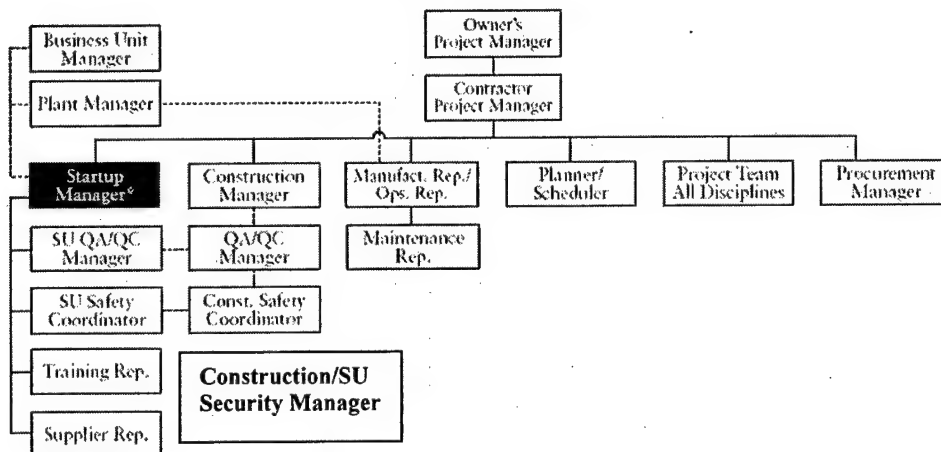 Business Unit
Manager
Owner's
Project Manager
Plant Manager
Contractor
Project Manager
Startup
Manager*
Construction
Manager
Manufact. Rep./
Ops. Rep.
Planner/
Scheduler
Project Team
All Disciplines
Procurement
Manager
SU QA/QC
Manager
QA/QC
Manager
Maintenance
Rep.
SU Safety
Coordinator
Const. Safety
Coordinator
Training Rep.
Construction/SU
Security Manager
Supplier Rep.